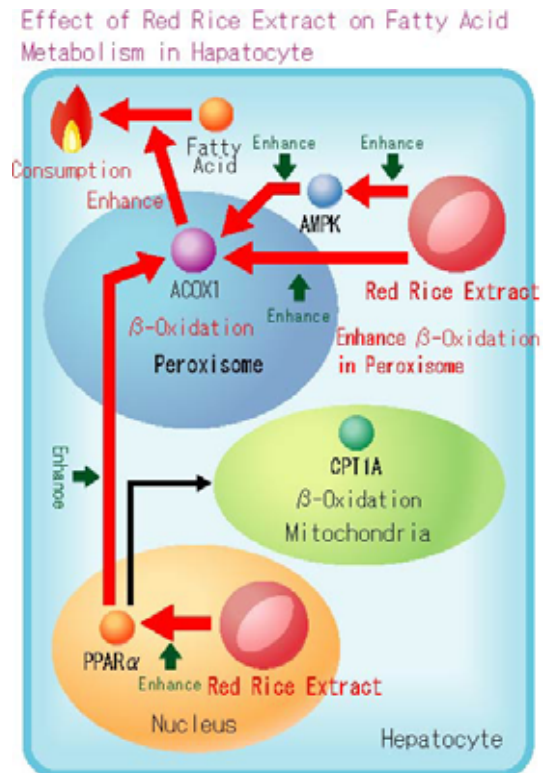 Effect of Red Rice Extract on Fatty Acid
Metabolism in Hapatocyte
Fatty
Acid
Enhance
Enhance
Consumption
Enhance
AMPK
ACOX1
Red Rice Extract
β-Oxidation
Enhance
Peroxisome
Enhance β-Oxidation
in Peroxisome
CPT1A
β-Oxidation
Mitochondria
Enhance
PPARα
Enhance
Red Rice Extract
Nucleus
Hepatocyte